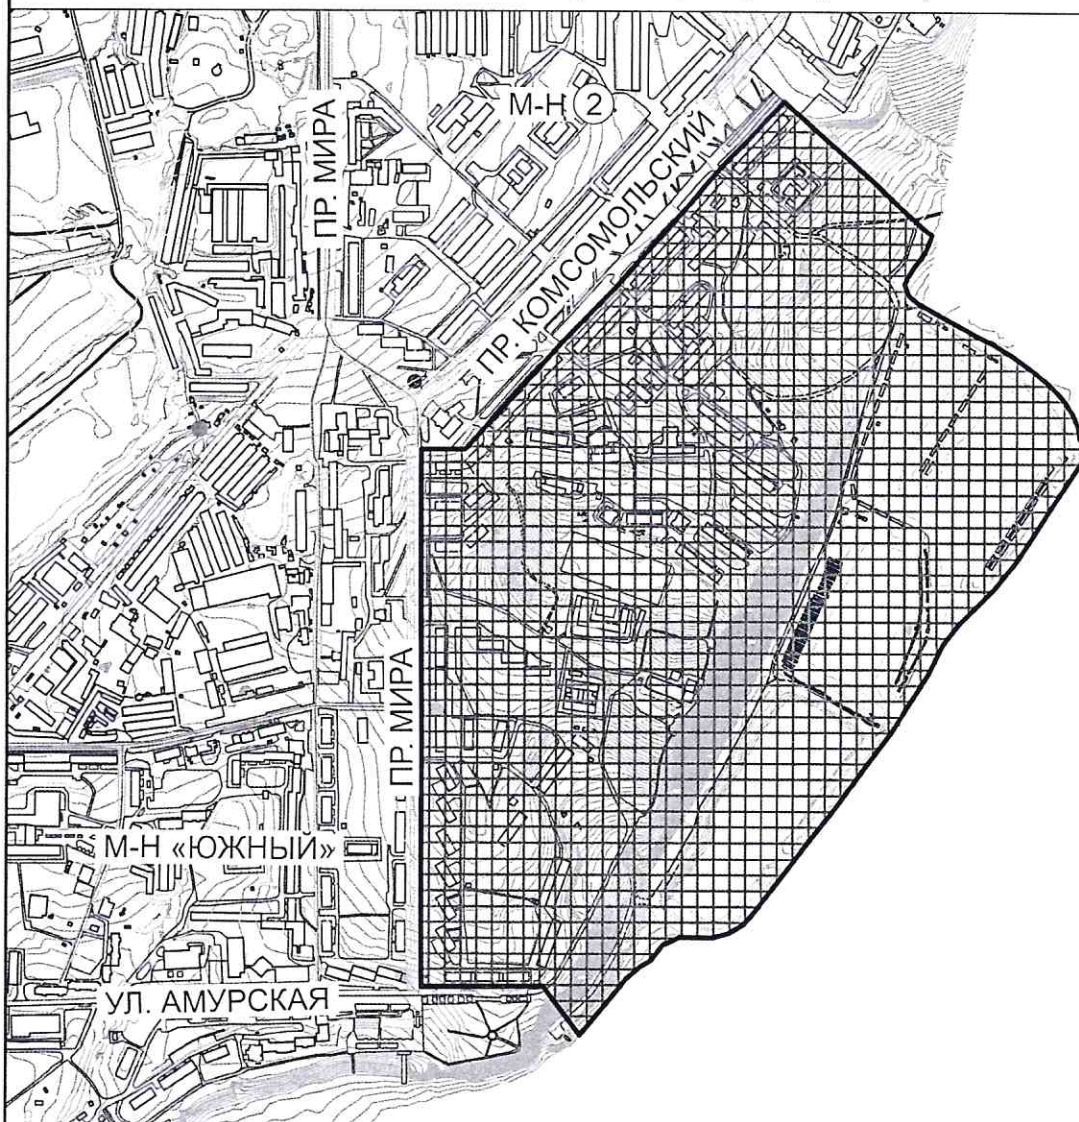 М-Н 2
ПР. МИРА
ПР. КОМСОМОЛЬСКИЙ
ПР. МИРА
М-Н «ЮЖНЫЙ»
УЛ. АМУРСКАЯ